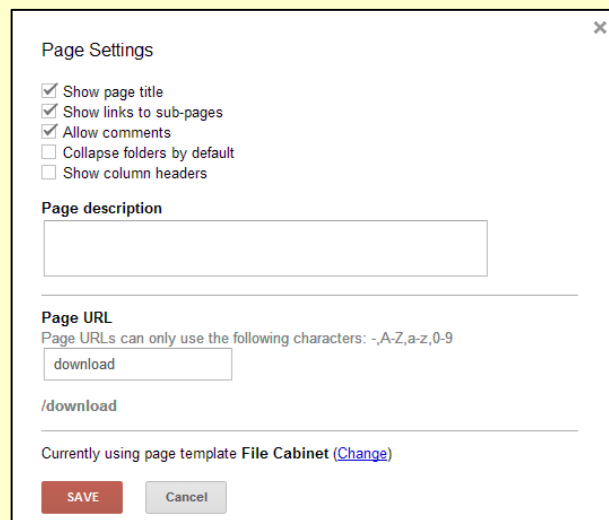 Page Settings
Show page title
Show links to sub-pages
Allow comments
Collapse folders by default
Show column headers
Page description
Page URL
Page URLs can only use the following characters: -,A-Z,a-z,0-9
download
/download
Currently using page template File Cabinet (Change)
SAVE Cancel